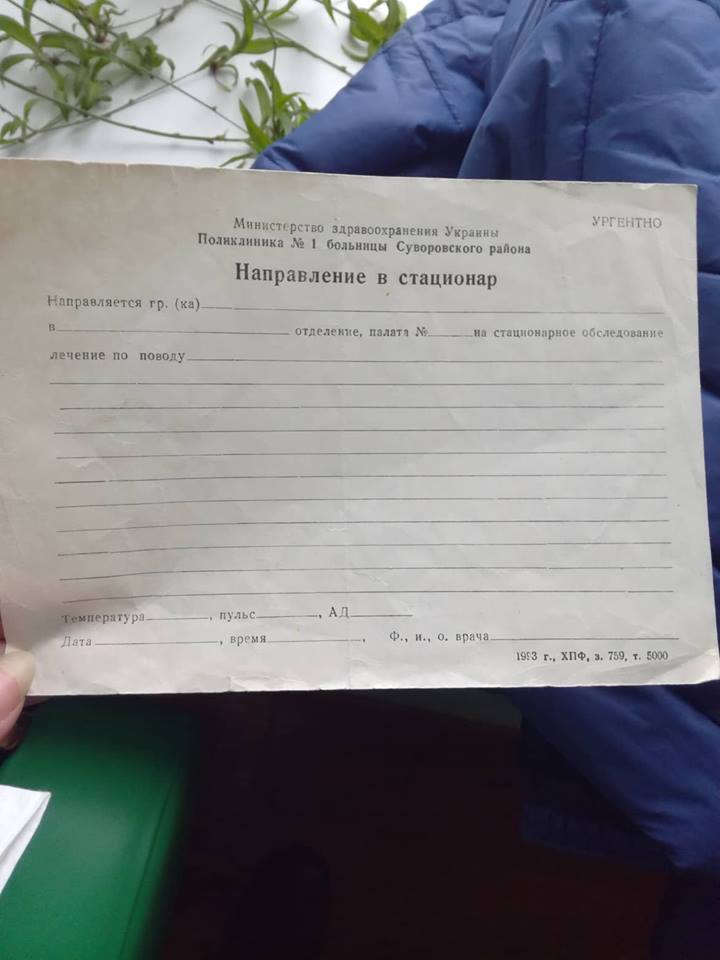 УРГЕНТНО
Министерство здравоохранения Украины
Поликлиника № 1 больницы Суворовского района
Направление в стационар
Направляется гр. (ка)
в отделение, палата № на стационарное обследование
лечение по поводу
Температура , пульс , АД
Дата , время , Ф., и., о. врача
1993 г., ХПФ, з. 759, т. 5000